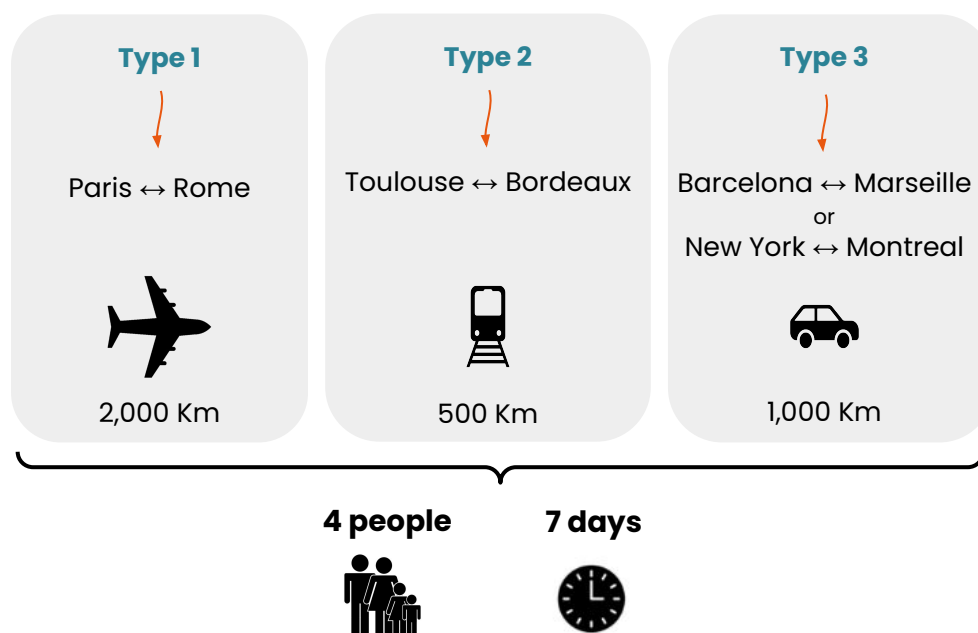 Type 1
Paris ↔ Rome
2,000 Km
Type 2
Toulouse ↔ Bordeaux
500 Km
Type 3
Barcelona ↔ Marseille
or
New York ↔ Montreal
1,000 Km
4 people
7 days